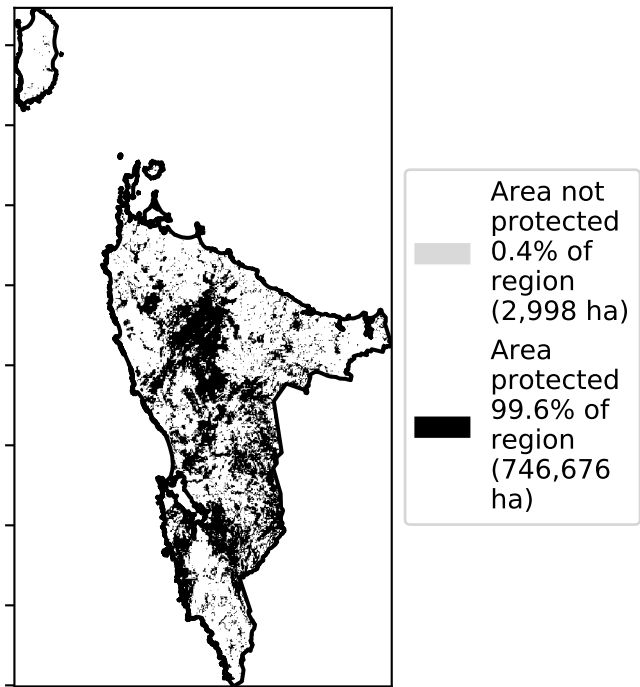 Area not
protected
0.4% of
region
(2,998 ha)
Area
protected
99.6% of
region
(746,676
ha)